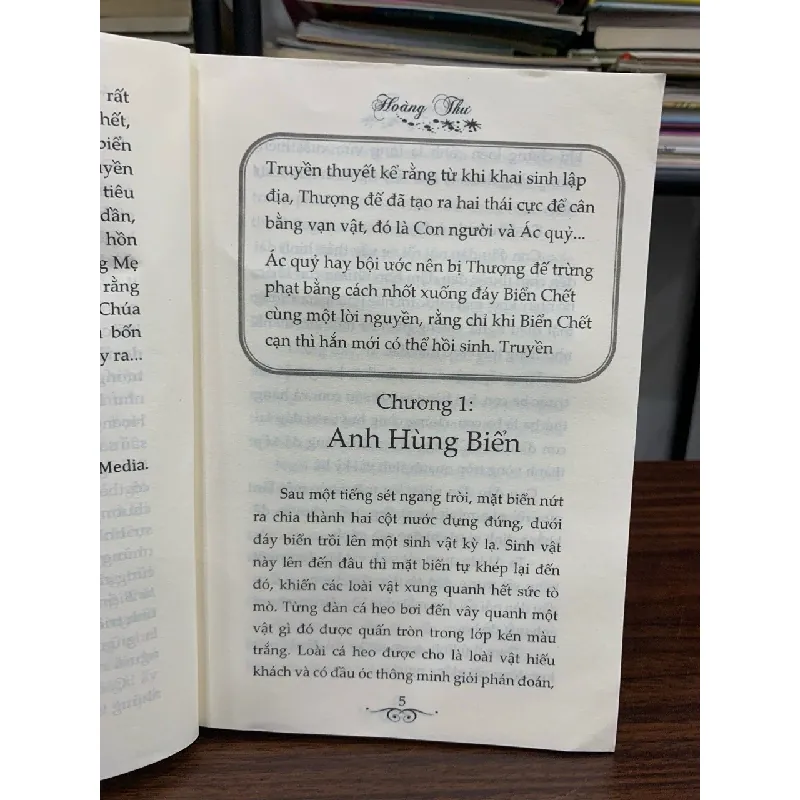 rất
hết,
biển
uyền
tiêu
dần,
hồn
g Mẹ
rằng
Chúa
bốn
y ra...
Media.
Hoàng Thư
Truyền thuyết kể rằng từ khi khai sinh lập
địa, Thượng đế đã tạo ra hai thái cực để cân
bằng vạn vật, đó là Con người và Ác quỷ...
Ác quỷ hay bội ước nên bị Thượng đế trừng
phạt bằng cách nhốt xuống đáy Biển Chết
cùng một lời nguyền, rằng chỉ khi Biển Chết
cạn thì hắn mới có thể hồi sinh. Truyền
Chương 1:
Anh Hùng Biển
Sau một tiếng sét ngang trời, mặt biển nứt
ra chia thành hai cột nước dựng đứng, dưới
đáy biển trồi lên một sinh vật kỳ lạ. Sinh vật
này lên đến đâu thì mặt biển tự khép lại đến
đó, khiến các loài vật xung quanh hết sức tò
mò. Từng đàn cá heo bơi đến vây quanh một
vật gì đó được quấn tròn trong lớp kén màu
trắng. Loài cá heo được cho là loài vật hiếu
khách và có đầu óc thông minh giỏi phán đoán,
5